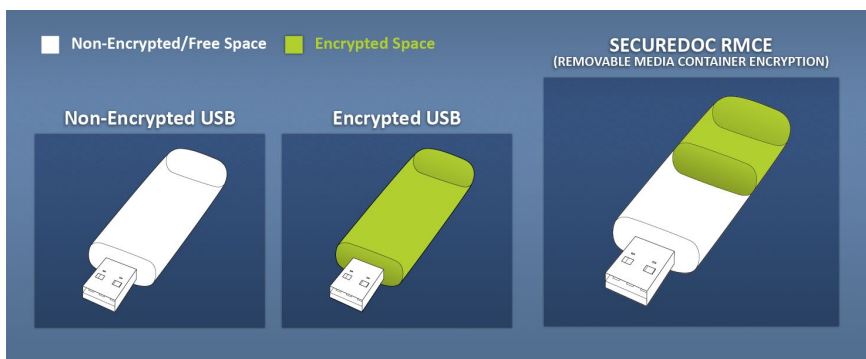 Non-Encrypted/Free Space
Encrypted Space
SECUREDOC RMCE
(REMOVABLE MEDIA CONTAINER ENCRYPTION)
Non-Encrypted USB
Encrypted USB